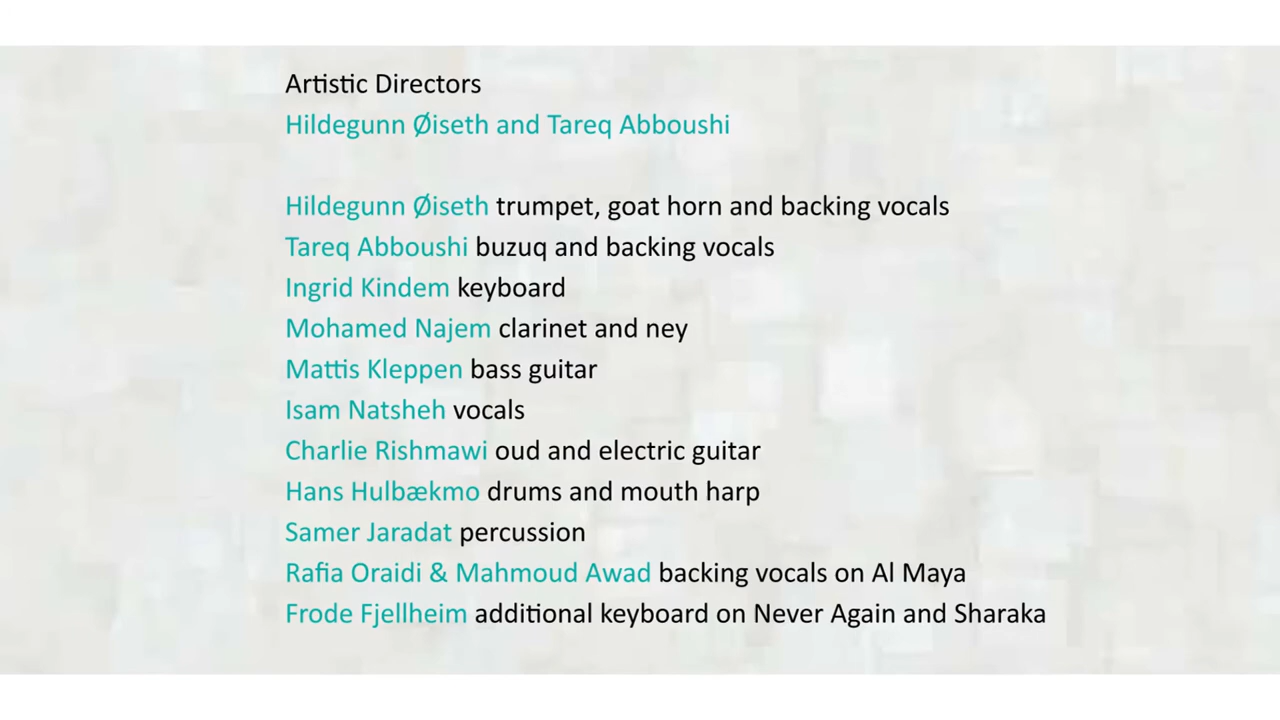 Artistic Directors
Hildegunn Øiseth and Tareq Abboushi
Hildegunn Øiseth trumpet, goat horn and backing vocals
Tareq Abboushi buzuq and backing vocals
Ingrid Kindem keyboard
Mohamed Najem clarinet and ney
Mattis Kleppen bass guitar
Isam Natsheh vocals
Charlie Rishmawi oud and electric guitar
Hans Hulbækmo drums and mouth harp
Samer Jaradat percussion
Rafia Oraidi & Mahmoud Awad backing vocals on Al Maya
Frode Fjellheim additional keyboard on Never Again and Sharaka